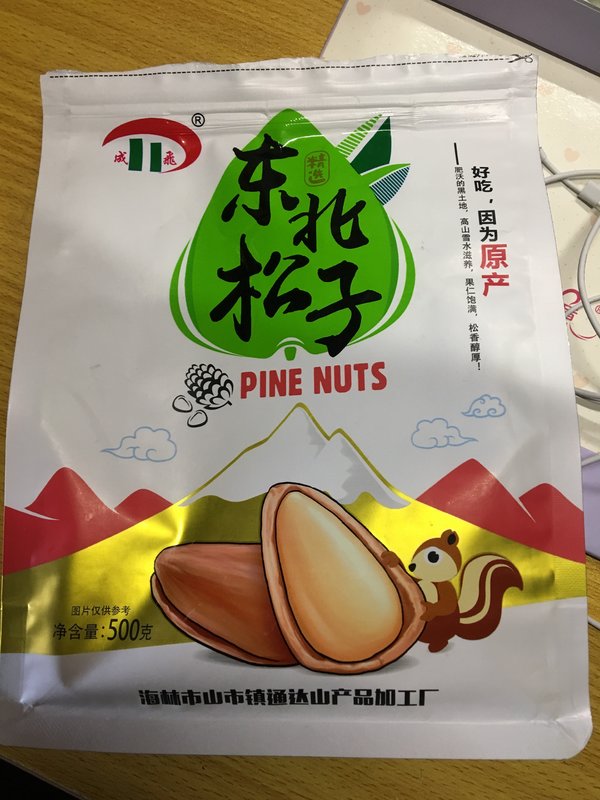 成飛
®
精选
东北
松子
好吃，因为原产
肥沃的黑土地，高山雪水滋养，果仁饱满，松香醇厚！
PINE NUTS
图片仅供参考
净含量：500克
海林市山市镇通达山产品加工厂